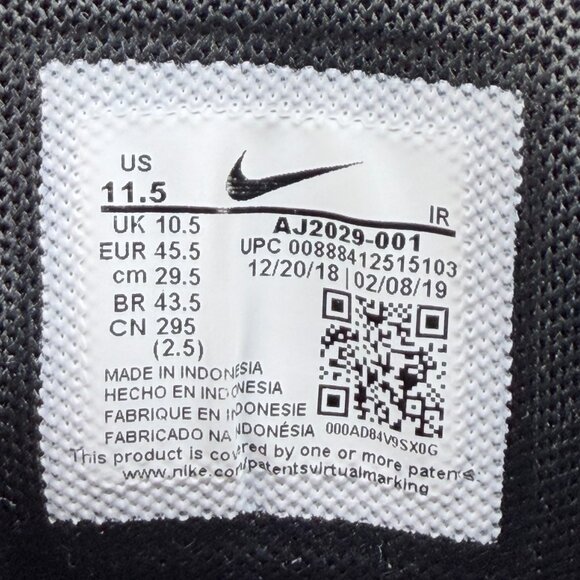 US
11.5
IR
UK 10.5
EUR 45.5
cm 29.5
BR 43.5
CN 295
(2.5)
AJ2029-001
UPC 00888412515103
12/20/18 | 02/08/19
000AD84V9SX0G
MADE IN INDONESIA
HECHO EN INDONESIA
FABRIQUE EN INDONESIE
FABRICADO NA INDONÉSIA
This product is covered by one or more patents
www.nike.com/patentsvirtualmarking